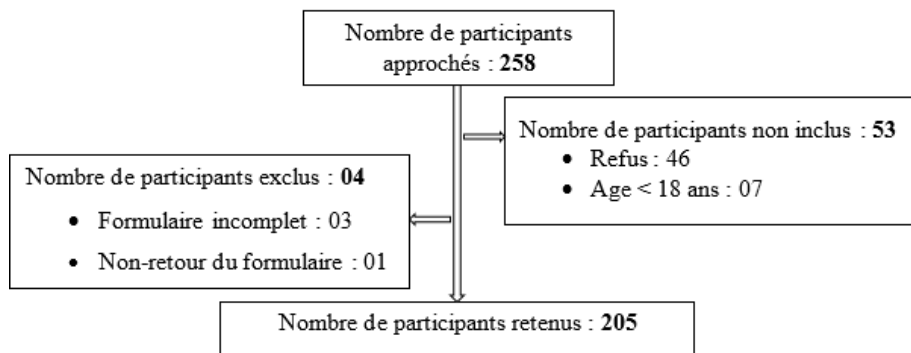 Nombre de participants
approchés : 258
Nombre de participants non inclus : 53
• Refus : 46
• Age < 18 ans : 07
Nombre de participants exclus : 04
• Formulaire incomplet : 03
• Non-retour du formulaire : 01
Nombre de participants retenus : 205